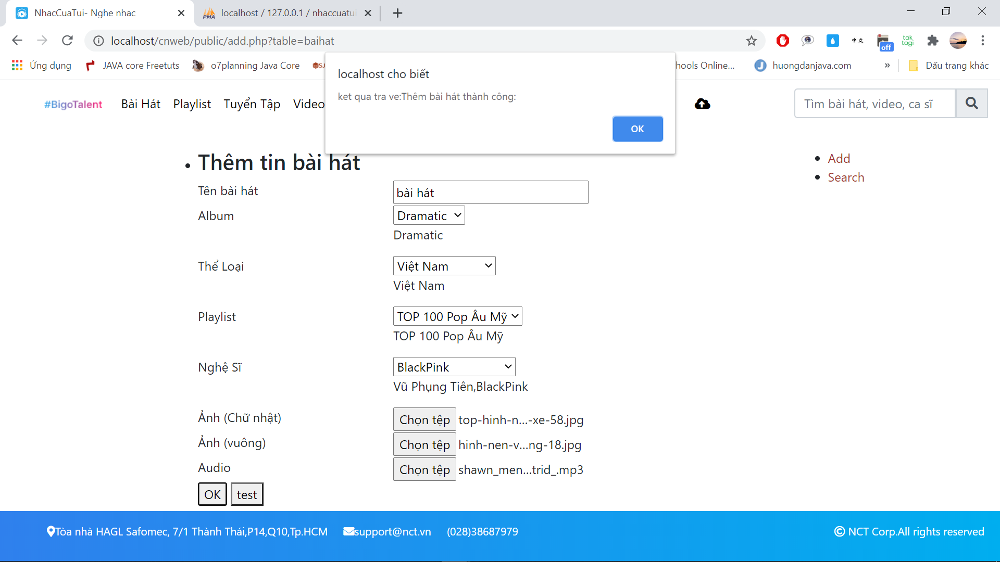 NhacCuaTui- Nghe nhac
localhost / 127.0.0.1 / nhaccuatui
localhost/cnweb/public/add.php?table=baihat
中文
off
tok
togi
Ứng dụng
JAVA core Freetuts
o7planning Java Core
SJ
hools Online...
huongdanjava.com
»
Dấu trang khác
localhost cho biết
ket qua tra ve:Thêm bài hát thành công:
OK
#BigoTalent
Bài Hát
Playlist
Tuyển Tập
Video
Tìm bài hát, video, ca sĩ
Thêm tin bài hát
Add
Search
Tên bài hát
bài hát
Album
Dramatic
Dramatic
Thể Loại
Việt Nam
Việt Nam
Playlist
TOP 100 Pop Âu Mỹ
TOP 100 Pop Âu Mỹ
Nghệ Sĩ
BlackPink
Vũ Phụng Tiên,BlackPink
Ảnh (Chữ nhật)
Chọn tệp top-hinh-n...-xe-58.jpg
Ảnh (vuông)
Chọn tệp hinh-nen-v...ng-18.jpg
Audio
Chọn tệp shawn_men...trid_.mp3
OK test
Tòa nhà HAGL Safomec, 7/1 Thành Thái,P14,Q10,Tp.HCM
support@nct.vn
(028)38687979
© NCT Corp.All rights reserved
PMA